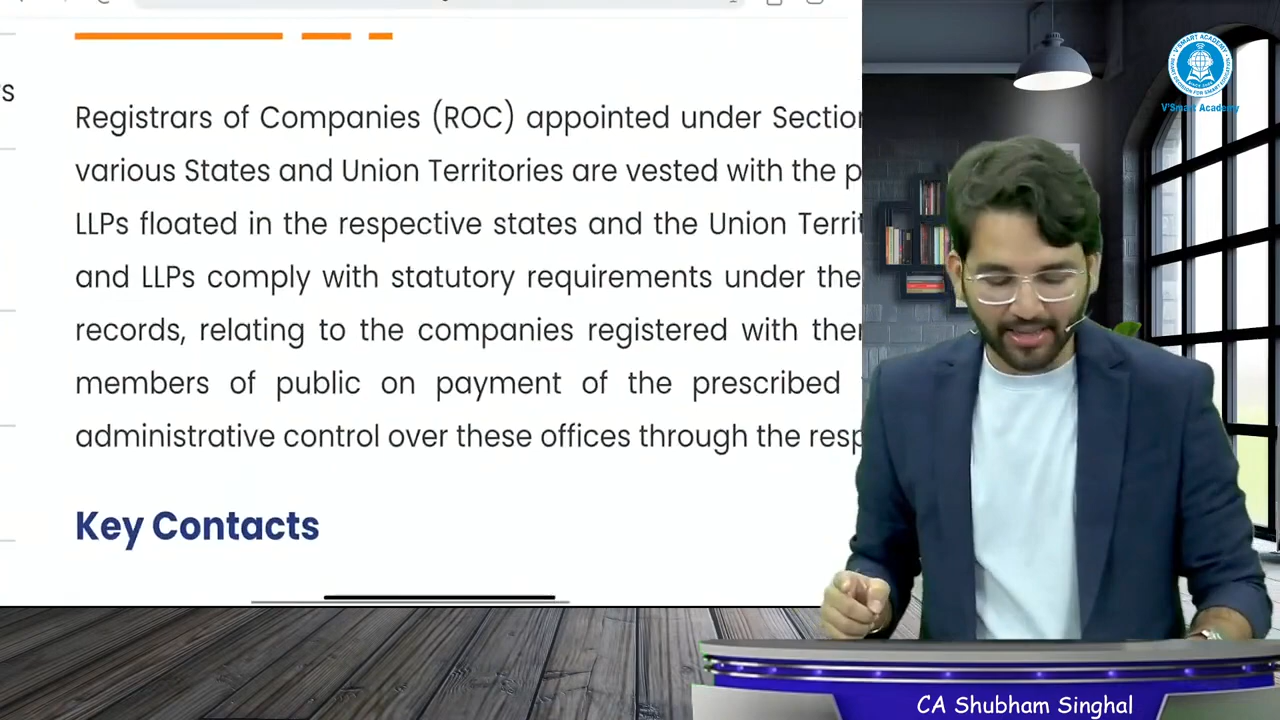 Registrars of Companies (ROC) appointed under Section
various States and Union Territories are vested with the p
LLPs floated in the respective states and the Union Territ
and LLPs comply with statutory requirements under the
records, relating to the companies registered with
members of public on payment of the prescribed
administrative control over these offices through the resp
Key Contacts
V'SMART ACADEMY
V'Smart Academy
CA Shubham Singhal